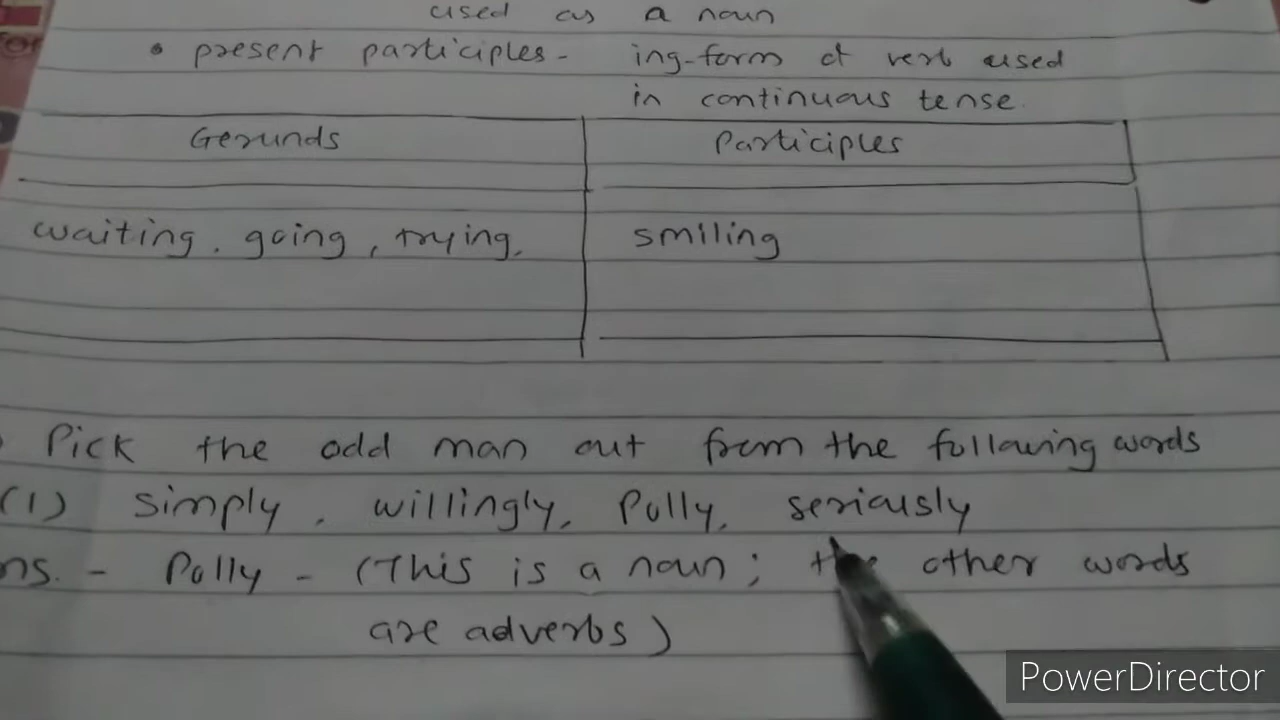 used as a noun
• present participles - ing-form of verb used
in continuous tense.
Gerunds Participles
waiting, going, trying, smiling
Pick the odd man out from the following words
(1) simply, willingly, Polly, seriously
ns. - Polly - (This is a noun; the other words
are adverbs)
PowerDirector